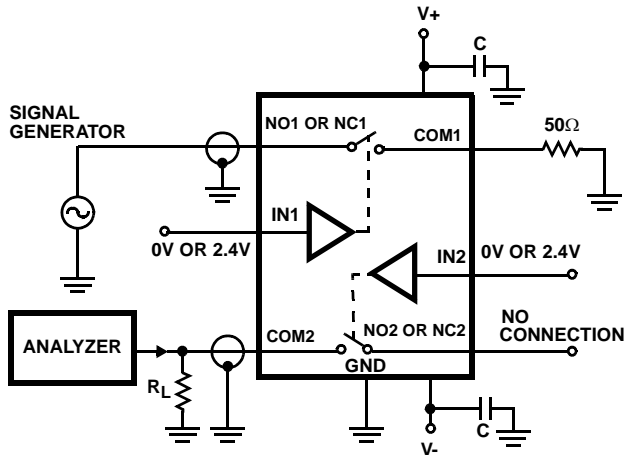 V+
C
SIGNAL
GENERATOR
NO1 OR NC1
COM1
50Ω
IN1
0V OR 2.4V
IN2
0V OR 2.4V
NO
CONNECTION
ANALYZER
COM2
NO2 OR NC2
GND
RL
C
V-